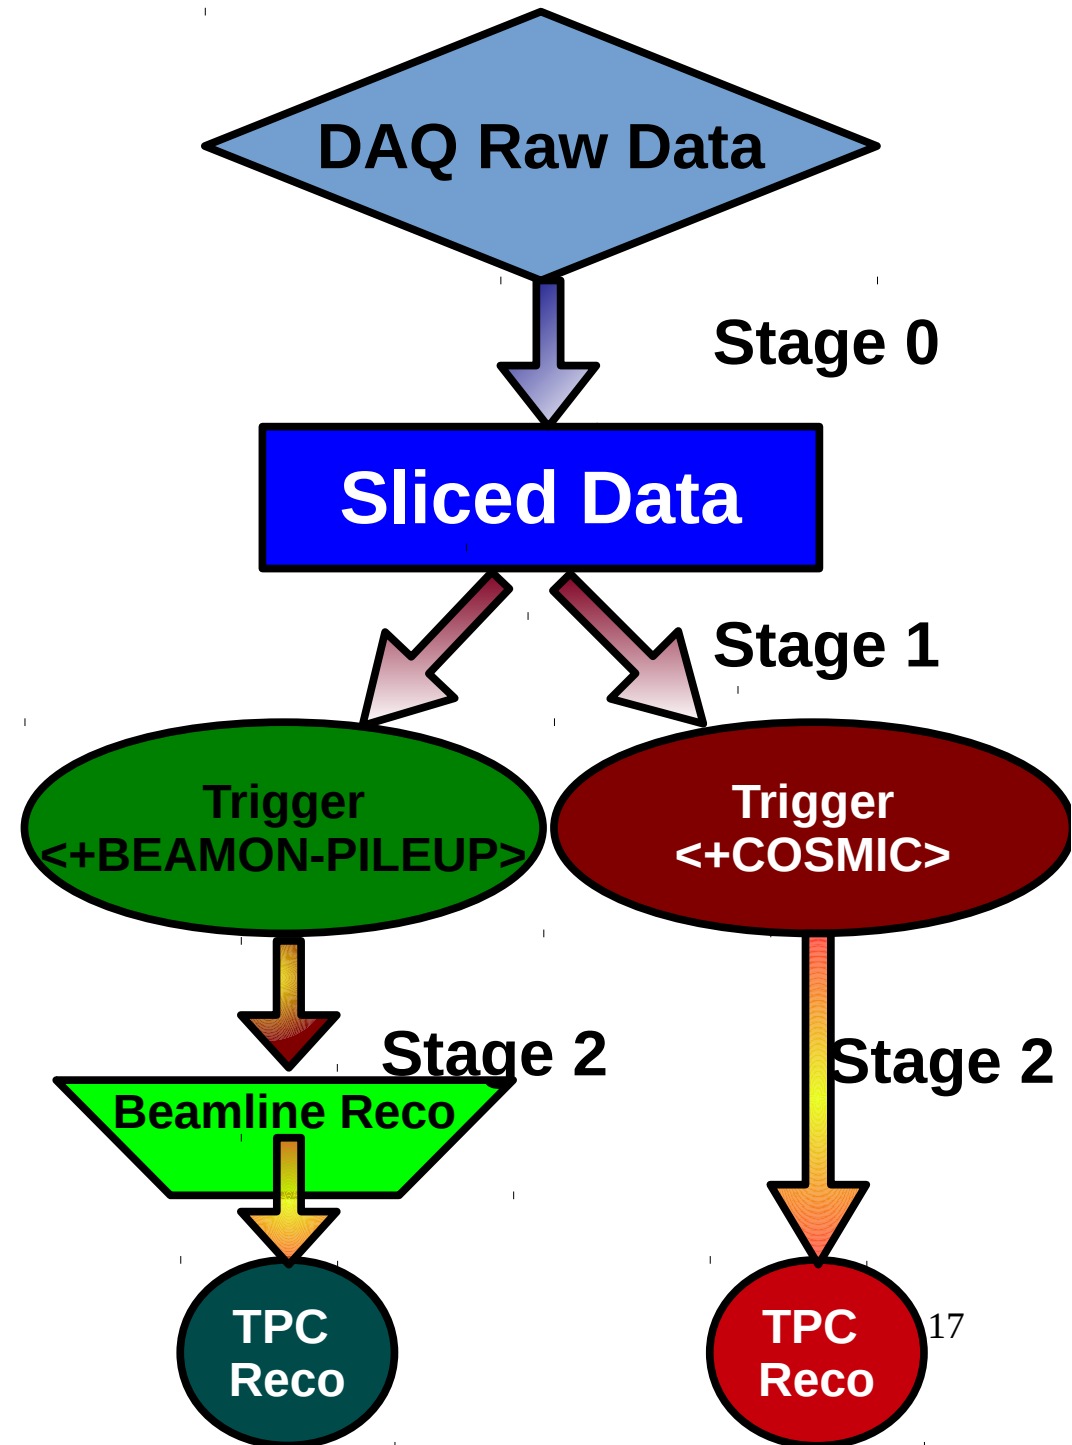 DAQ Raw Data
Stage 0
Sliced Data
Stage 1
Trigger
<+BEAMON-PILEUP>
Trigger
<+COSMIC>
Stage 2
Stage 2
Beamline Reco
TPC
Reco
TPC
Reco
17